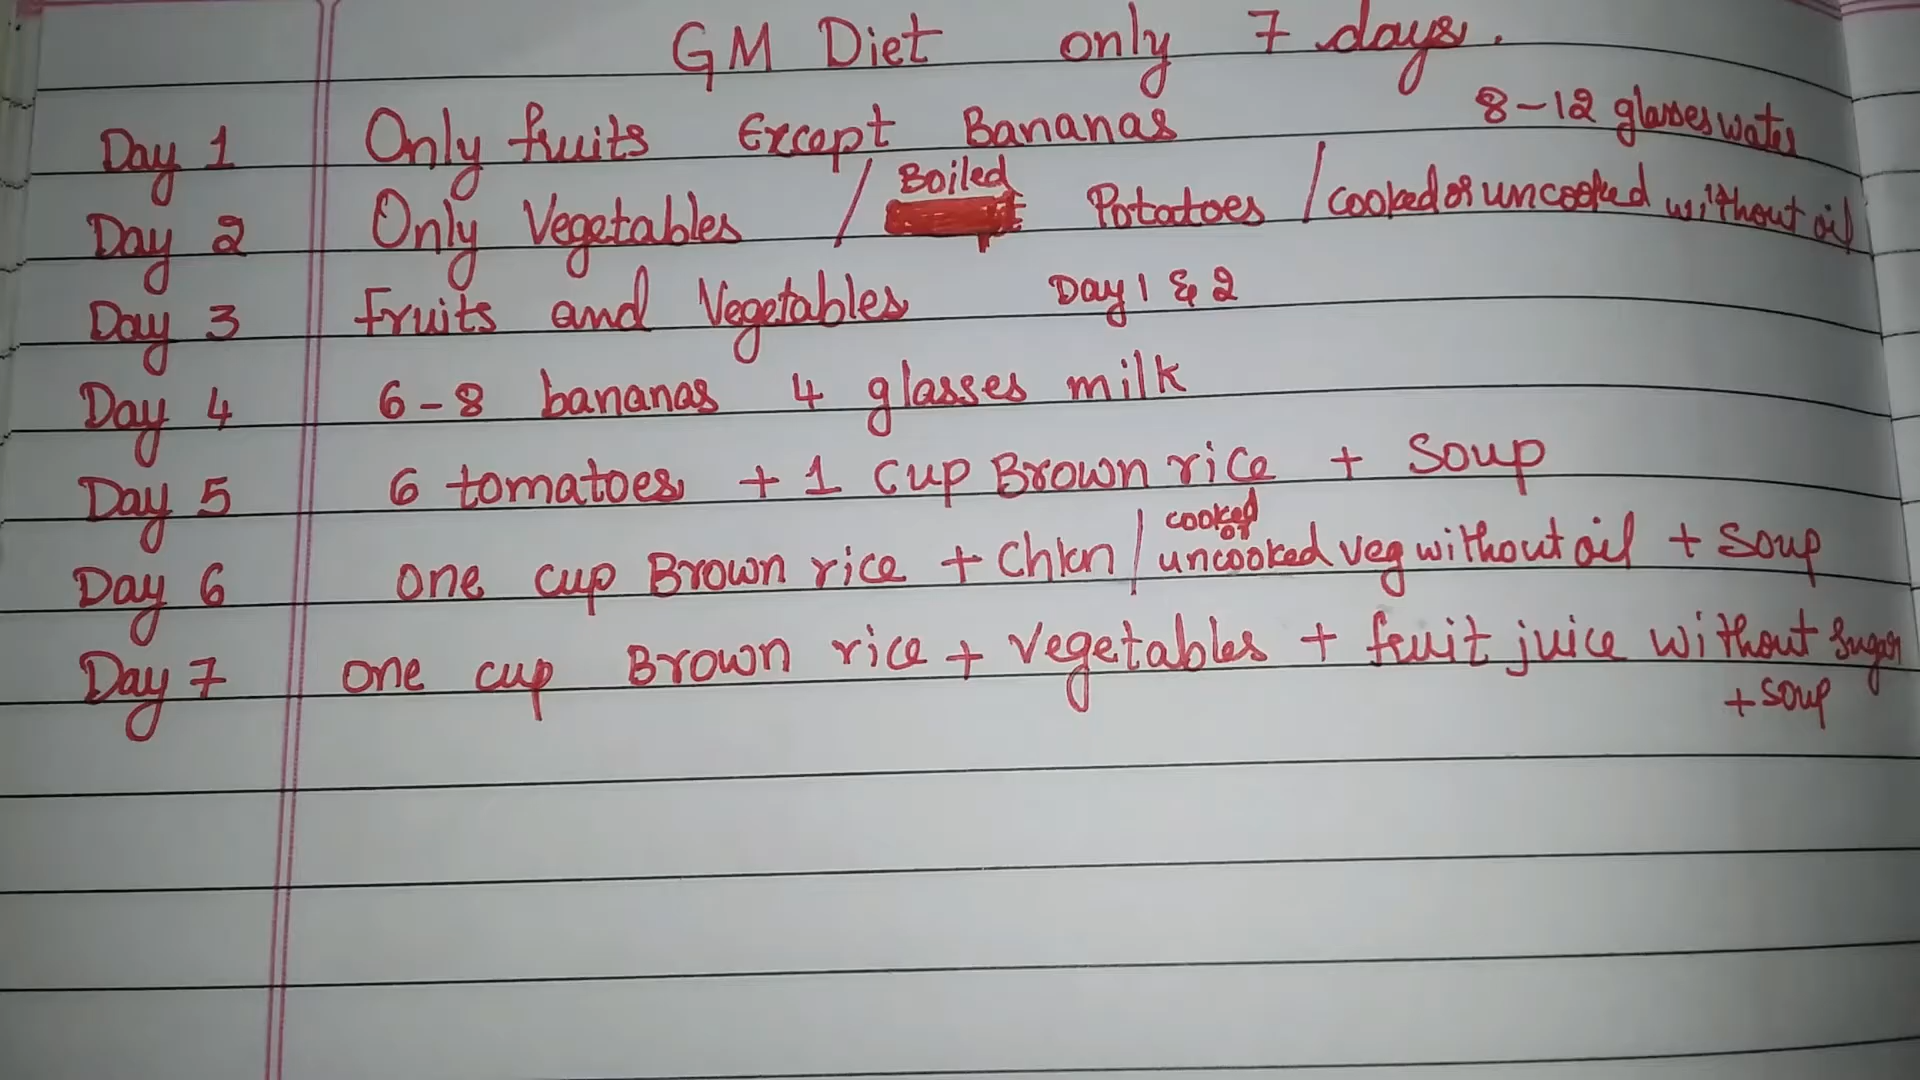 GM Diet only 7 days.
Day 1 Only fruits Except Bananas 8-12 glasses water
Day 2 Only Vegetables / Boiled Potatoes / cooked or uncooked without oil
Day 3 Fruits and Vegetables Day 1 & 2
Day 4 6-8 bananas 4 glasses milk
Day 5 6 tomatoes + 1 cup Brown rice + Soup
Day 6 one cup Brown rice + Chkn / cooked or uncooked veg without oil + Soup
Day 7 one cup Brown rice + Vegetables + fruit juice without sugar
+ soup